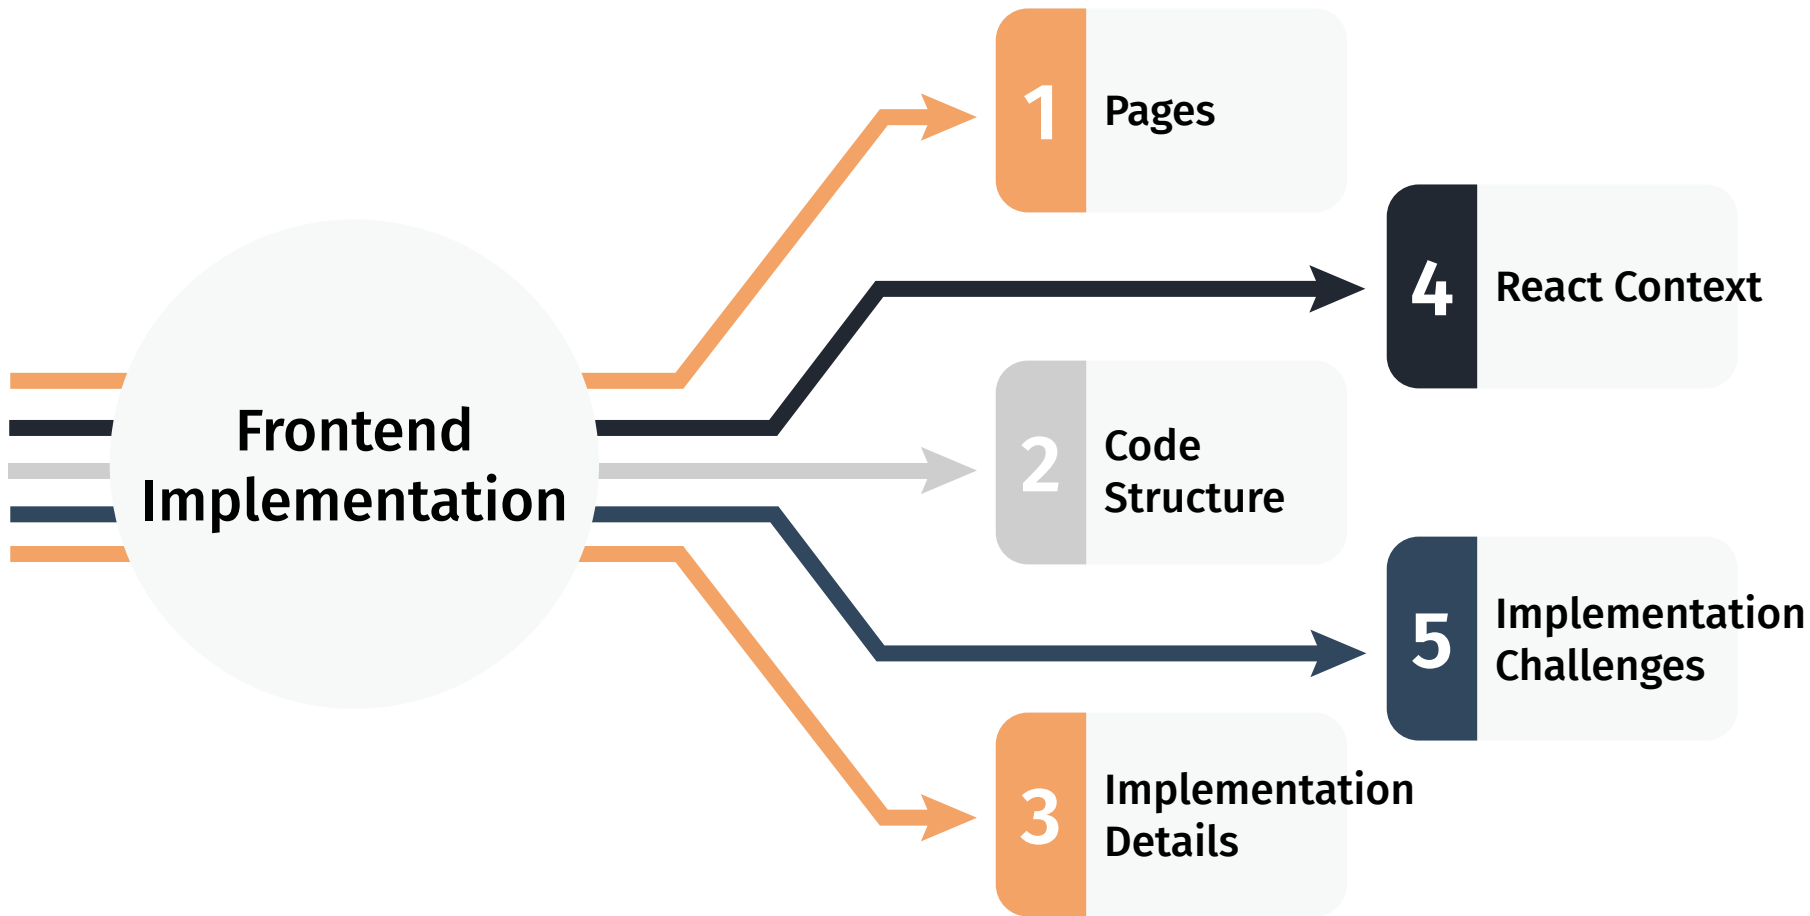 Frontend
Implementation
1
Pages
2
Code
Structure
3
Implementation
Details
4
React Context
5
Implementation
Challenges